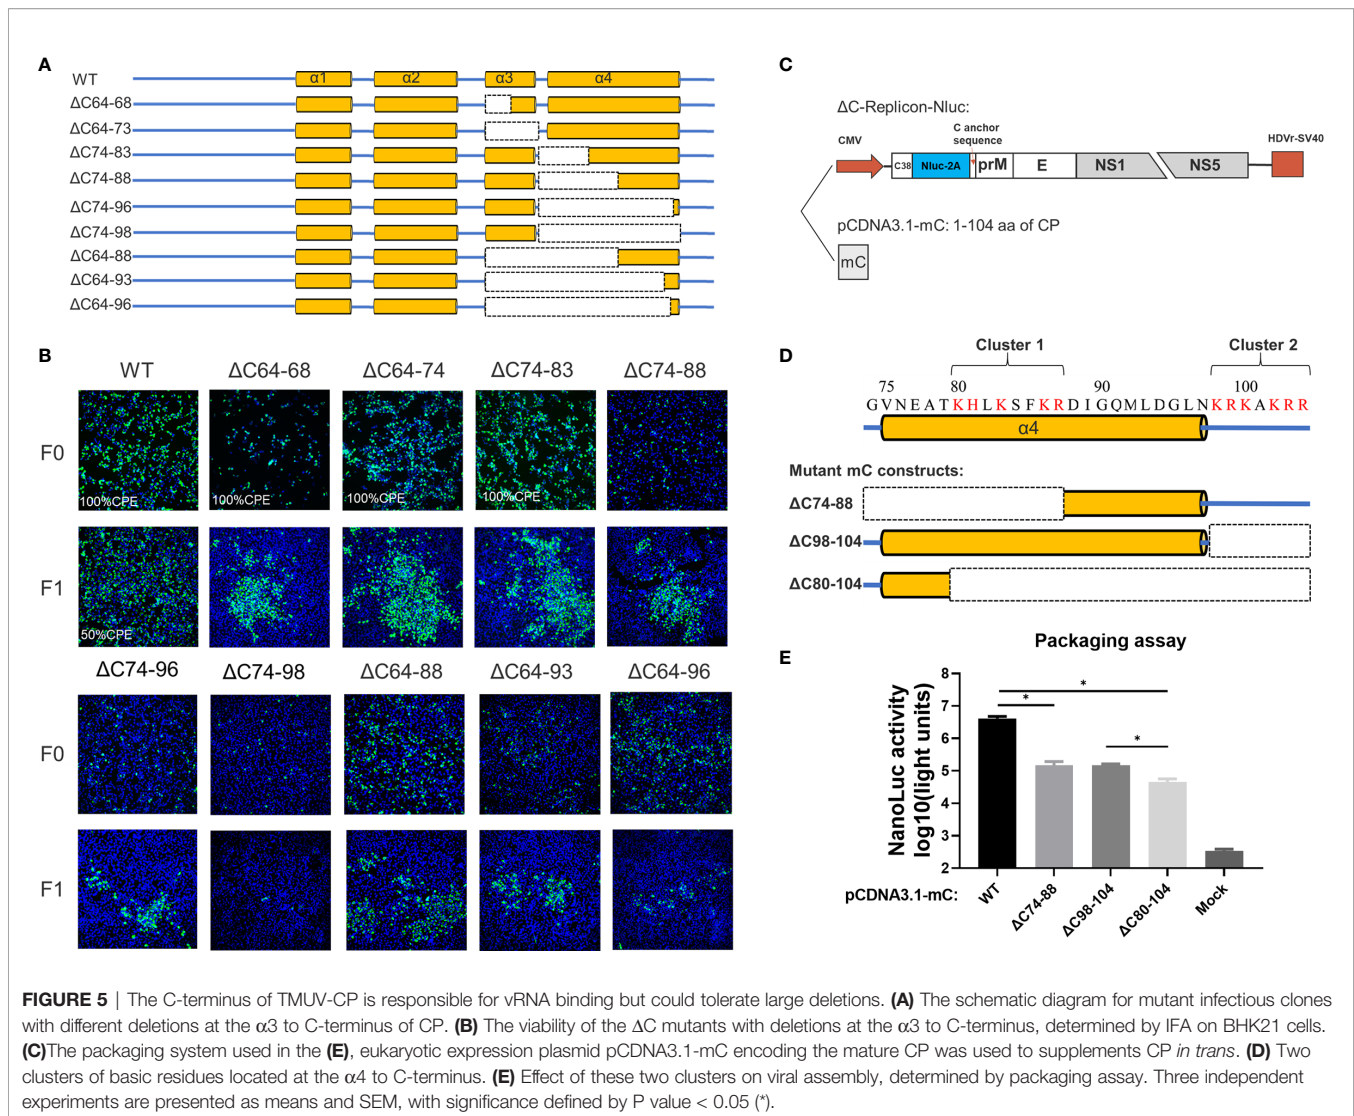 A
WT
α1 α2 α3 α4
ΔC64-68
ΔC64-73
ΔC74-83
ΔC74-88
ΔC74-96
ΔC74-98
ΔC64-88
ΔC64-93
ΔC64-96
B
WT ΔC64-68 ΔC64-74 ΔC74-83 ΔC74-88
F0
100%CPE 100%CPE 100%CPE 100%CPE
F1
50%CPE
ΔC74-96 ΔC74-98 ΔC64-88 ΔC64-93 ΔC64-96
F0
F1
C
ΔC-Replicon-Nluc:
C anchor
sequence
CMV
HDVr-SV40
C38 Nluc-2A prM E NS1 NS5
pCDNA3.1-mC: 1-104 aa of CP
mC
D
Cluster 1 Cluster 2
75 80 90 100
GVNEATKHLKSFKRDIGQMLDGLNKRKAKRR
α4
Mutant mC constructs:
ΔC74-88
ΔC98-104
ΔC80-104
E
Packaging assay
NanoLuc activity
log10(light units)
8
7
6
5
4
3
2
* * *
pCDNA3.1-mC: WT ΔC74-88 ΔC98-104 ΔC80-104 Mock
FIGURE 5 | The C-terminus of TMUV-CP is responsible for vRNA binding but could tolerate large deletions. (A) The schematic diagram for mutant infectious clones
with different deletions at the α3 to C-terminus of CP. (B) The viability of the ΔC mutants with deletions at the α3 to C-terminus, determined by IFA on BHK21 cells.
(C)The packaging system used in the (E), eukaryotic expression plasmid pCDNA3.1-mC encoding the mature CP was used to supplements CP in trans. (D) Two
clusters of basic residues located at the α4 to C-terminus. (E) Effect of these two clusters on viral assembly, determined by packaging assay. Three independent
experiments are presented as means and SEM, with significance defined by P value < 0.05 (*).